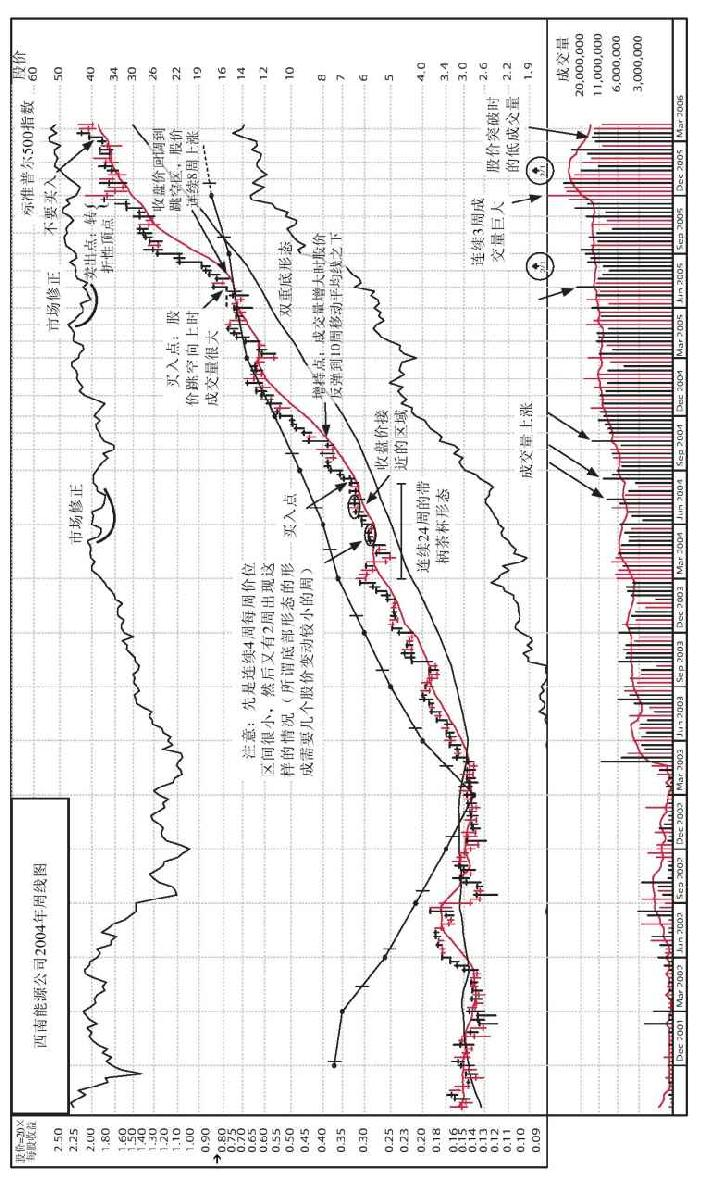 西南能源公司2004年周线图
标准普尔500指数
股价
60
50
40
34
30
26
22
19
16
14
12
10
8
7
6
5
4.0
3.4
3.0
2.6
2.2
1.9
成交量
20,000,000
11,000,000
6,000,000
3,000,000
股价=20×
每股收益
2.50
2.25
2.00
1.80
1.60
1.50
1.40
1.30
1.20
1.10
1.00
0.90
0.80
0.75
0.70
0.65
0.60
0.55
0.50
0.45
0.40
0.35
0.30
0.25
0.23
0.20
0.18
0.16
0.15
0.14
0.13
0.12
0.11
0.10
0.09
市场修正
市场修正
不要买入
卖出点：转
折性顶点
收盘价回调到
跳空区，股价
连续8周上涨
买入点：股
价跳空向上时
成交量很大
双重底形态
增持点：成交量增大时股价
反弹到10周移动平均线之下
收盘价接
近的区域
买入点
连续24周的带
柄茶杯形态
注意：先是连续4周每周价位
区间很小，然后又有2周出现这
样的情况（所谓底部形态的形
成需要几个股价变动较小的周）
成交量上涨
连续3周成
交量巨大
股价突破时
的低成交量
2/1
2/1
Dec 2001
Mar 2002
Jun 2002
Sep 2002
Dec 2002
Mar 2003
Jun 2003
Sep 2003
Dec 2003
Mar 2004
Jun 2004
Sep 2004
Dec 2004
Mar 2005
Jun 2005
Sep 2005
Dec 2005
Mar 2006